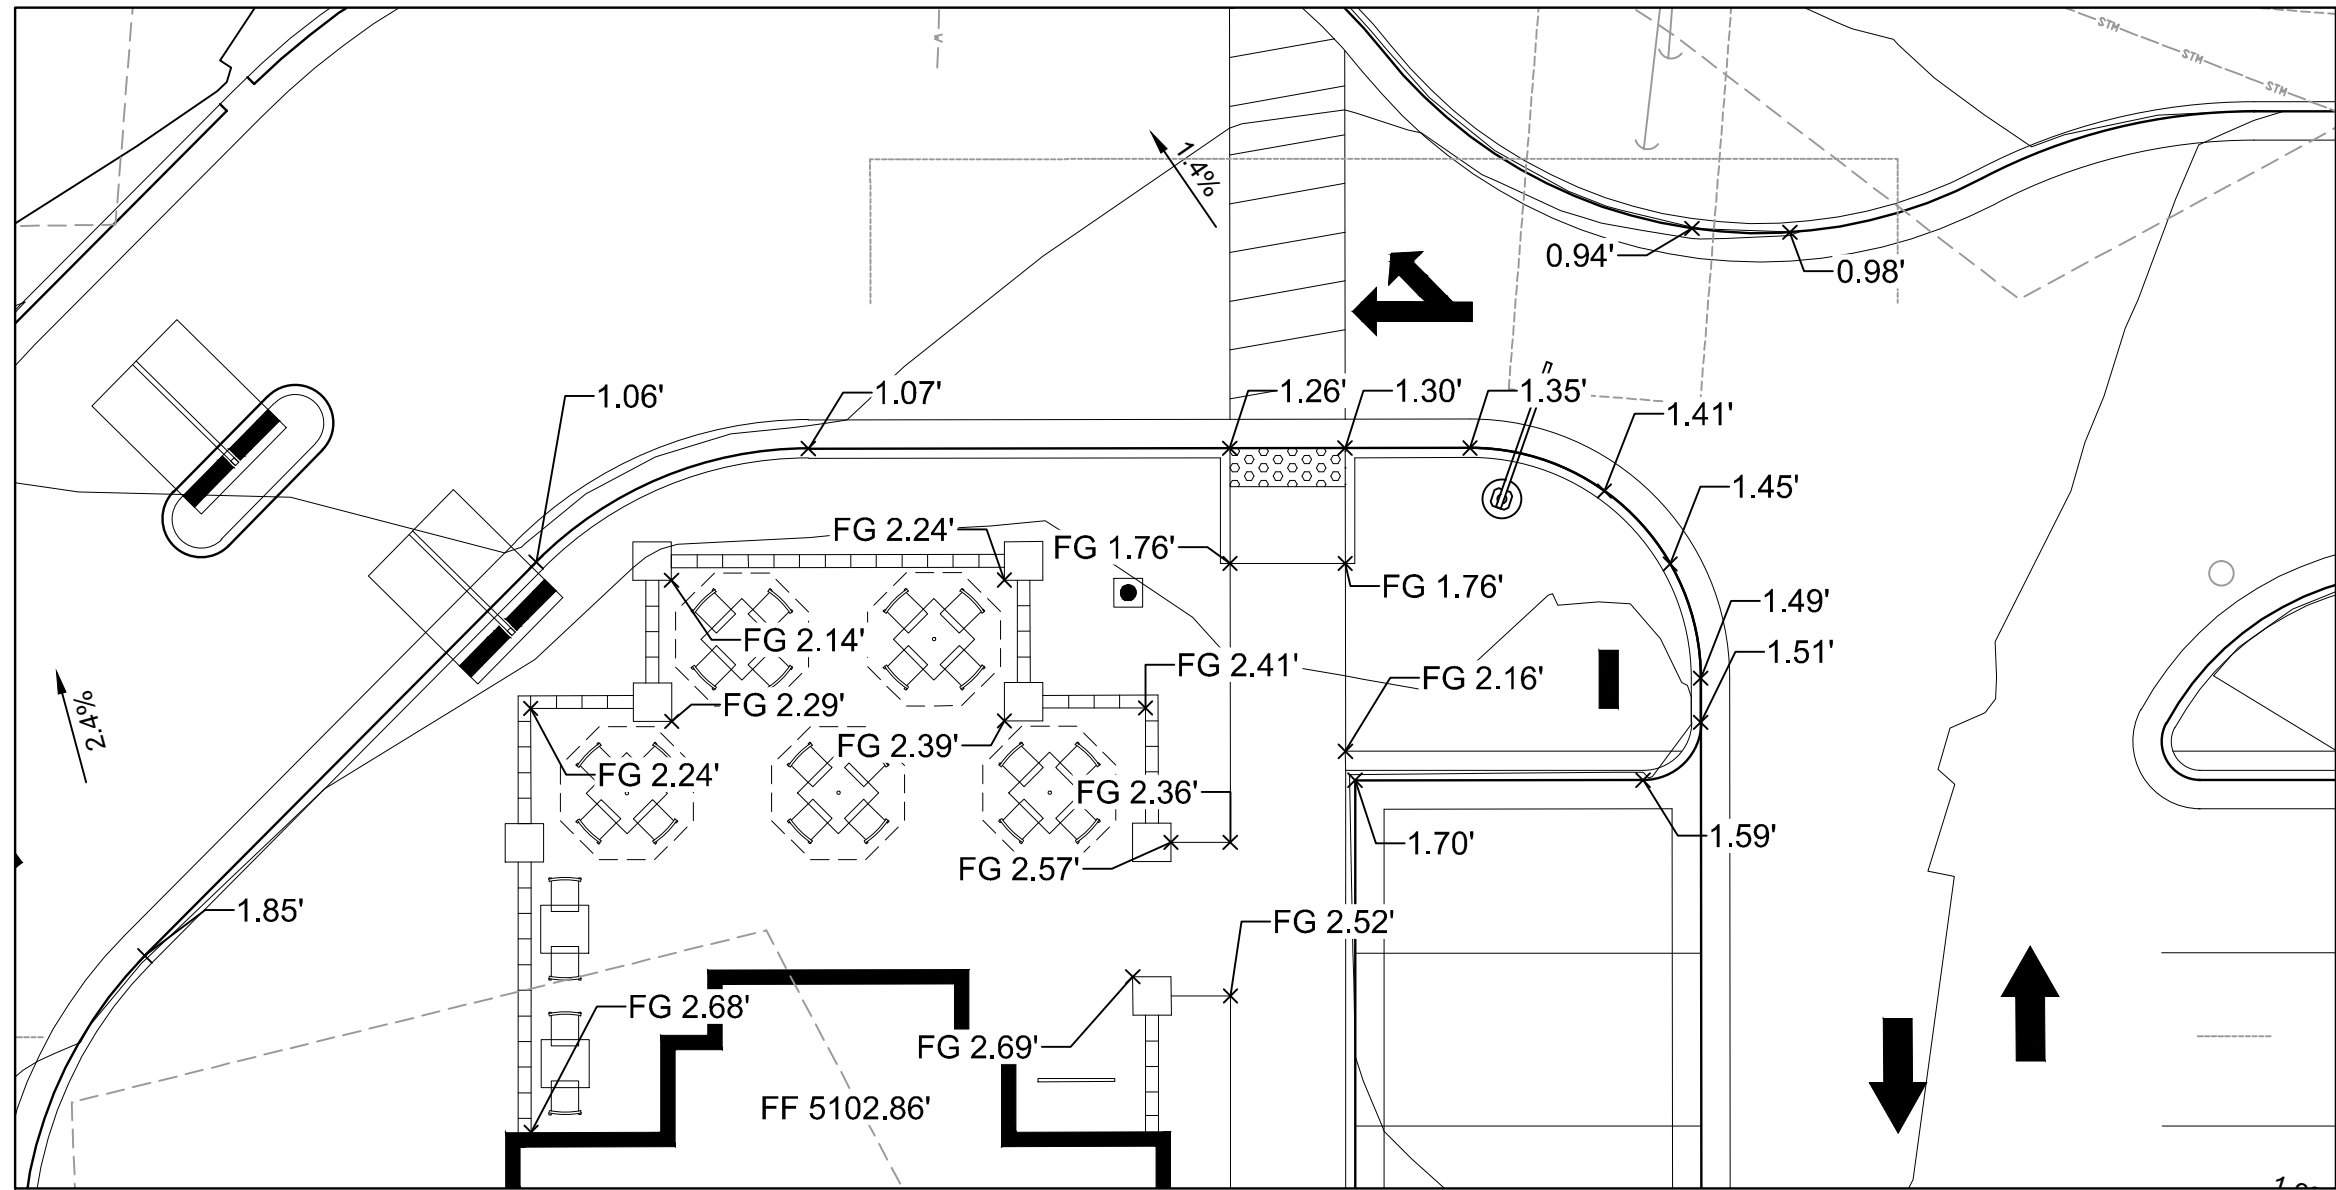 STM
STM
STM
1.4%
0.94'
0.98'
1.06'
1.07'
1.26'
1.30'
1.35'
1.41'
1.45'
FG 2.24'
FG 1.76'
FG 1.76'
1.49'
FG 2.14'
1.51'
FG 2.41'
FG 2.16'
FG 2.29'
2.4%
FG 2.39'
FG 2.24'
FG 2.36'
1.70'
1.59'
FG 2.57'
1.85'
FG 2.52'
FG 2.68'
FG 2.69'
FF 5102.86'